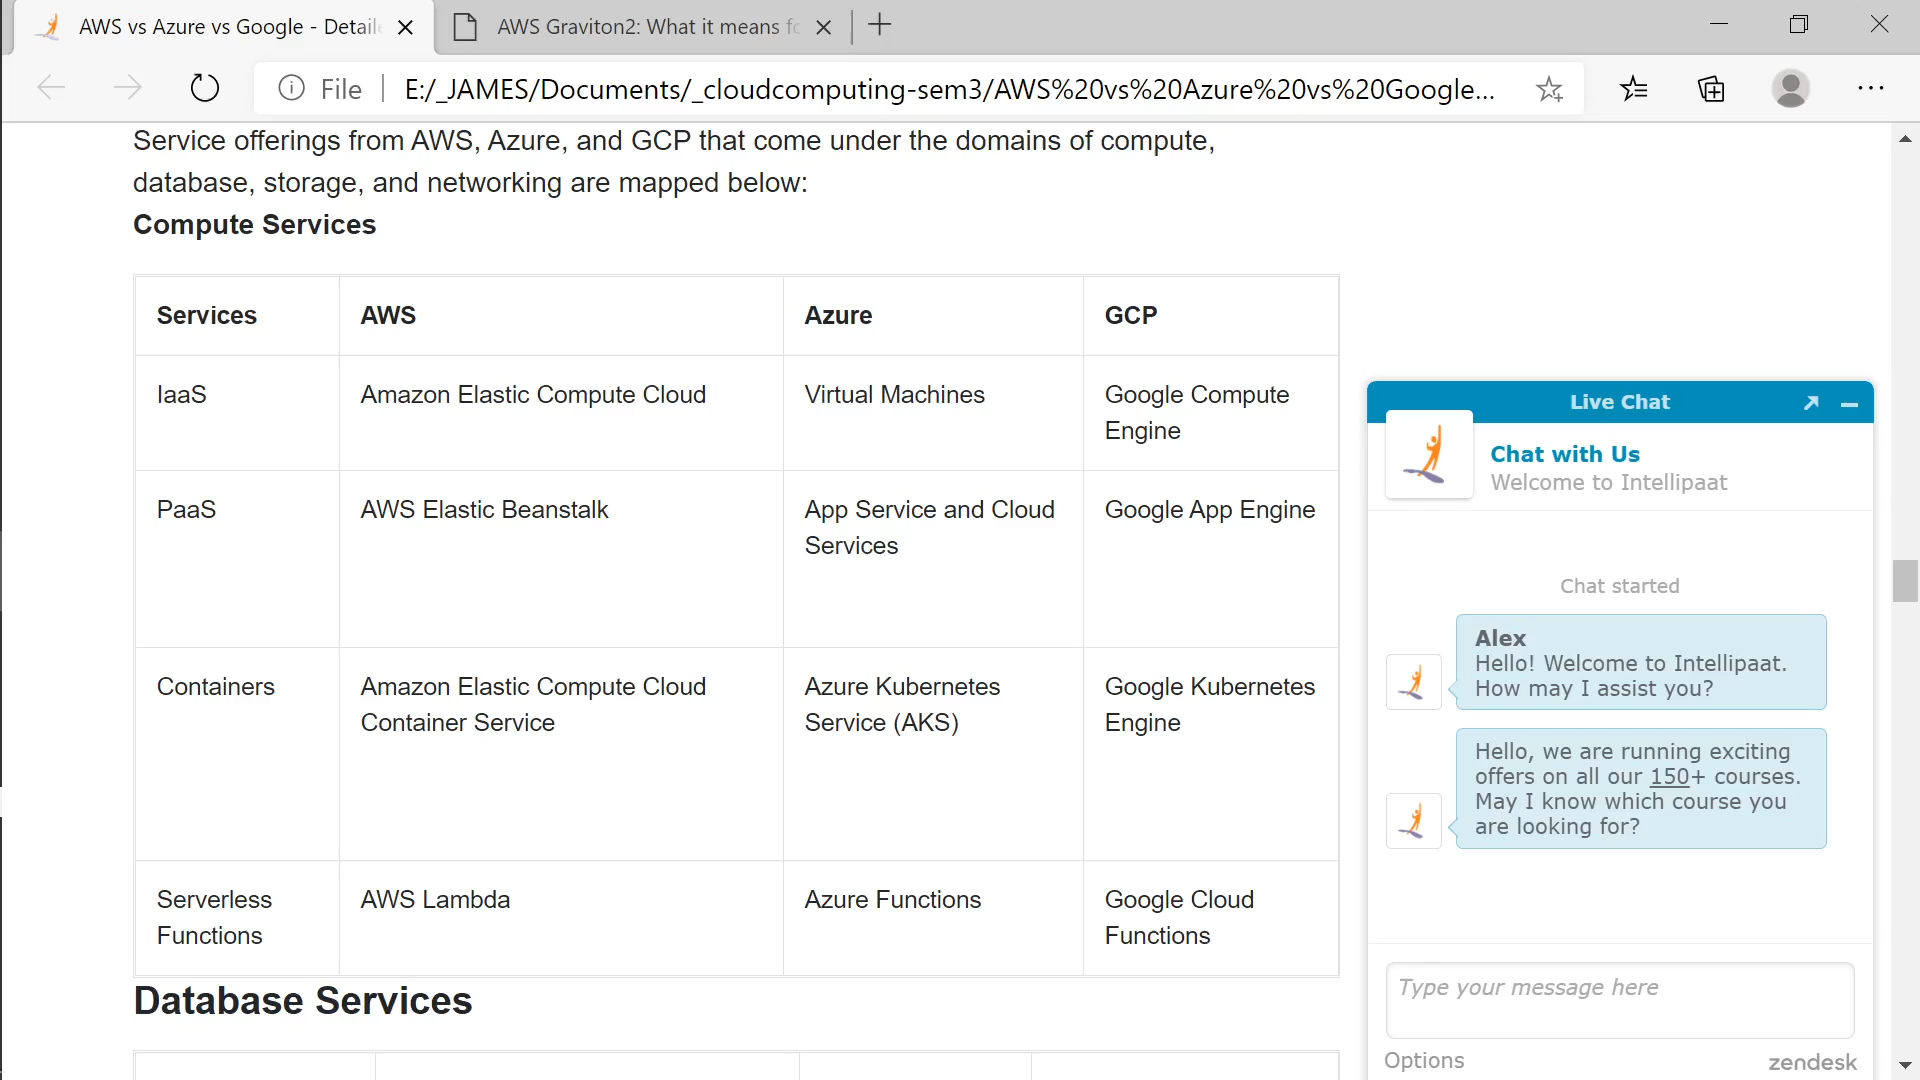 AWS vs Azure vs Google - Detail
AWS Graviton2: What it means fo
File
E:/_JAMES/Documents/_cloudcomputing-sem3/AWS%20vs%20Azure%20vs%20Google...
Service offerings from AWS, Azure, and GCP that come under the domains of compute,
database, storage, and networking are mapped below:
Compute Services
Services AWS Azure GCP
IaaS Amazon Elastic Compute Cloud Virtual Machines Google Compute
Engine
PaaS AWS Elastic Beanstalk App Service and Cloud Google App Engine
Services
Containers Amazon Elastic Compute Cloud Azure Kubernetes Google Kubernetes
Container Service Service (AKS) Engine
Serverless AWS Lambda Azure Functions Google Cloud
Functions Functions
Database Services
Live Chat
Chat with Us
Welcome to Intellipaat
Chat started
Alex
Hello! Welcome to Intellipaat.
How may I assist you?
Hello, we are running exciting
offers on all our 150+ courses.
May I know which course you
are looking for?
Type your message here
Options
zendesk